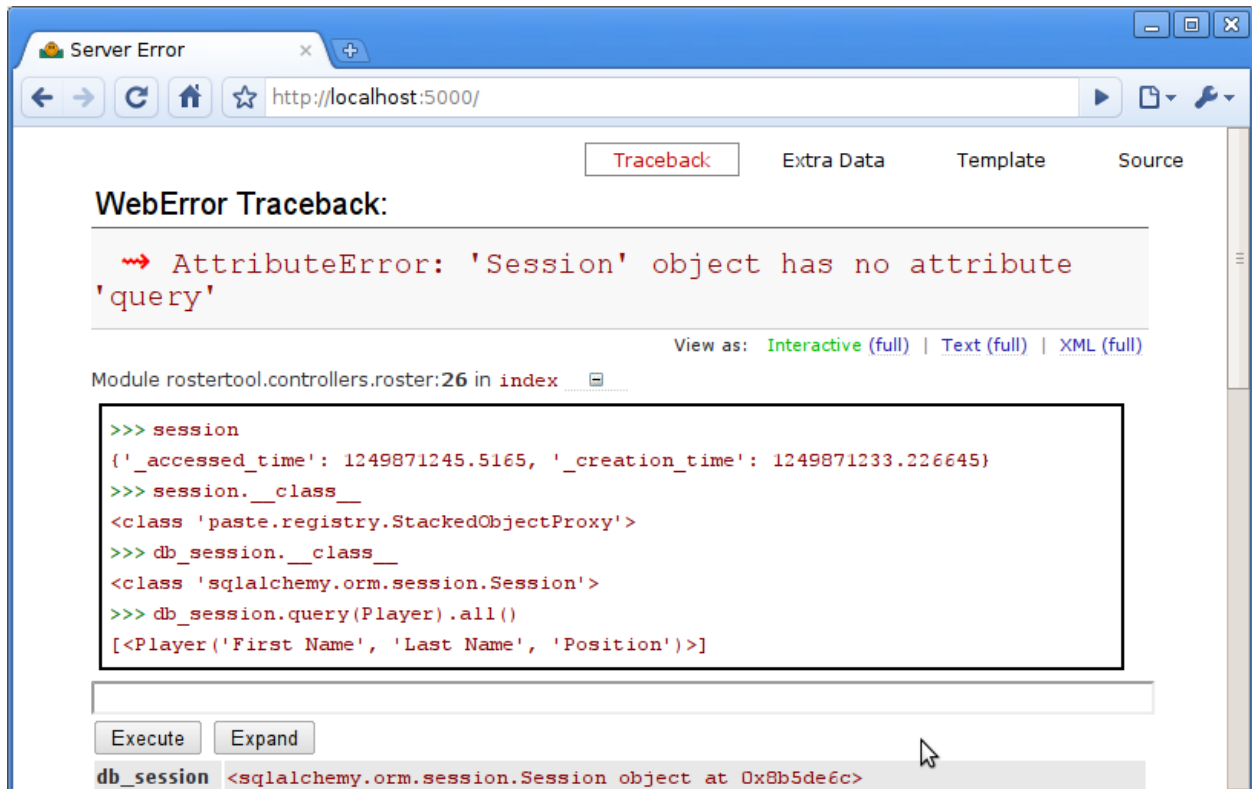 Server Error
http://localhost:5000/
Traceback Extra Data Template Source
WebError Traceback:
⇝ AttributeError: 'Session' object has no attribute
'query'
View as: Interactive (full) | Text (full) | XML (full)
Module rostertool.controllers.roster:26 in index
>>> session
{'_accessed_time': 1249871245.5165, '_creation_time': 1249871233.226645}
>>> session.__class__
<class 'paste.registry.StackedObjectProxy'>
>>> db_session.__class__
<class 'sqlalchemy.orm.session.Session'>
>>> db_session.query(Player).all()
[<Player('First Name', 'Last Name', 'Position')>]
Execute Expand
db_session <sqlalchemy.orm.session.Session object at 0x8b5de6c>